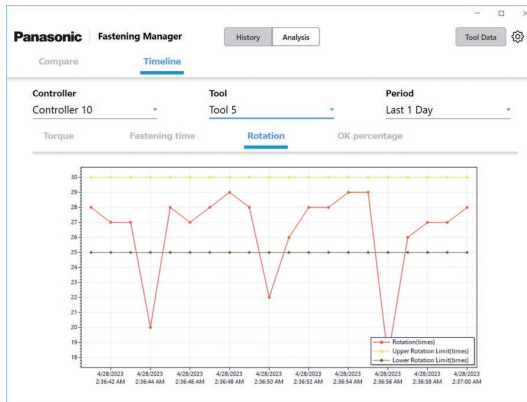 Panasonic Fastening Manager History Analysis Tool Data
Compare Timeline
Controller Tool Period
Controller 10 Tool 5 Last 1 Day
Torque Fastening time Rotation OK percentage
30
29
28
27
26
25
24
23
22
21
20
19
18
Rotation(times)
Upper Rotation Limit(times)
Lower Rotation Limit(times)
4/28/2023 4/28/2023 4/28/2023 4/28/2023 4/28/2023 4/28/2023 4/28/2023 4/28/2023 4/28/2023 4/28/2023
2:36:42 AM 2:36:44 AM 2:36:46 AM 2:36:48 AM 2:36:50 AM 2:36:52 AM 2:36:54 AM 2:36:56 AM 2:36:58 AM 2:37:00 AM